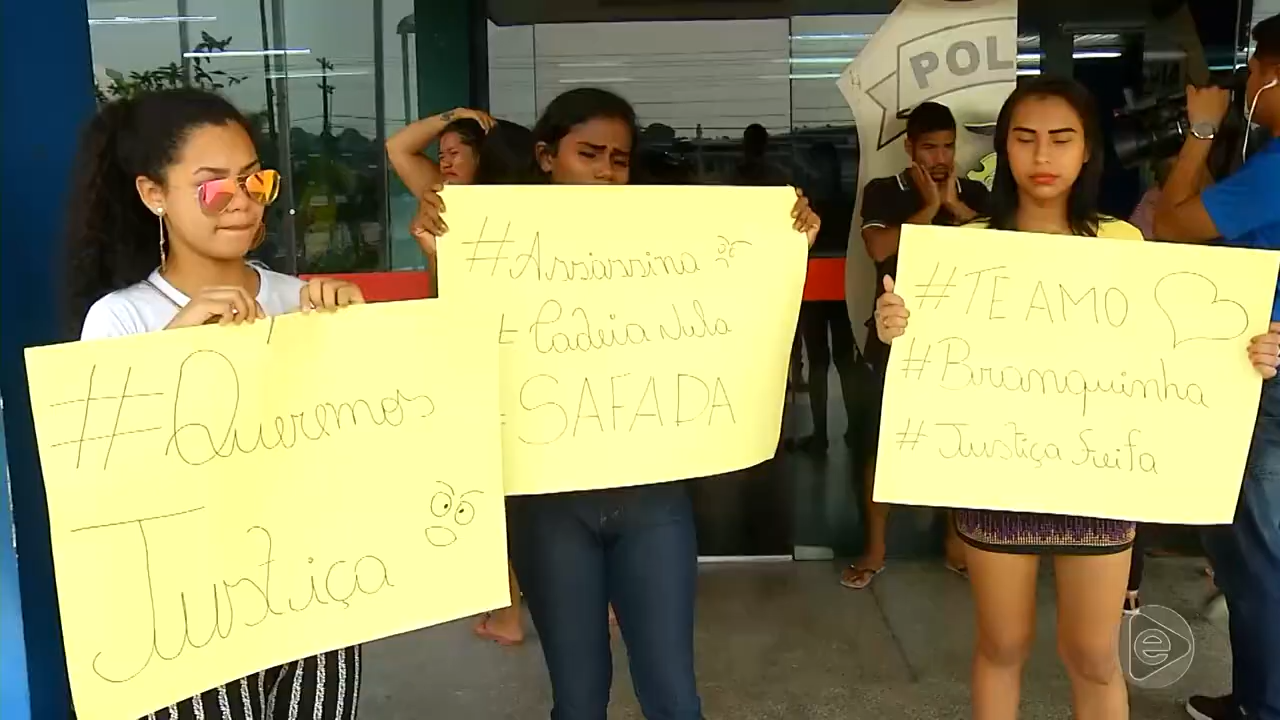 POL
#Queremos
Justiça
#Assassina
#Cadeia Nela
#SAFADA
#TE AMO
#Branquinha
#Justiça Feita
e